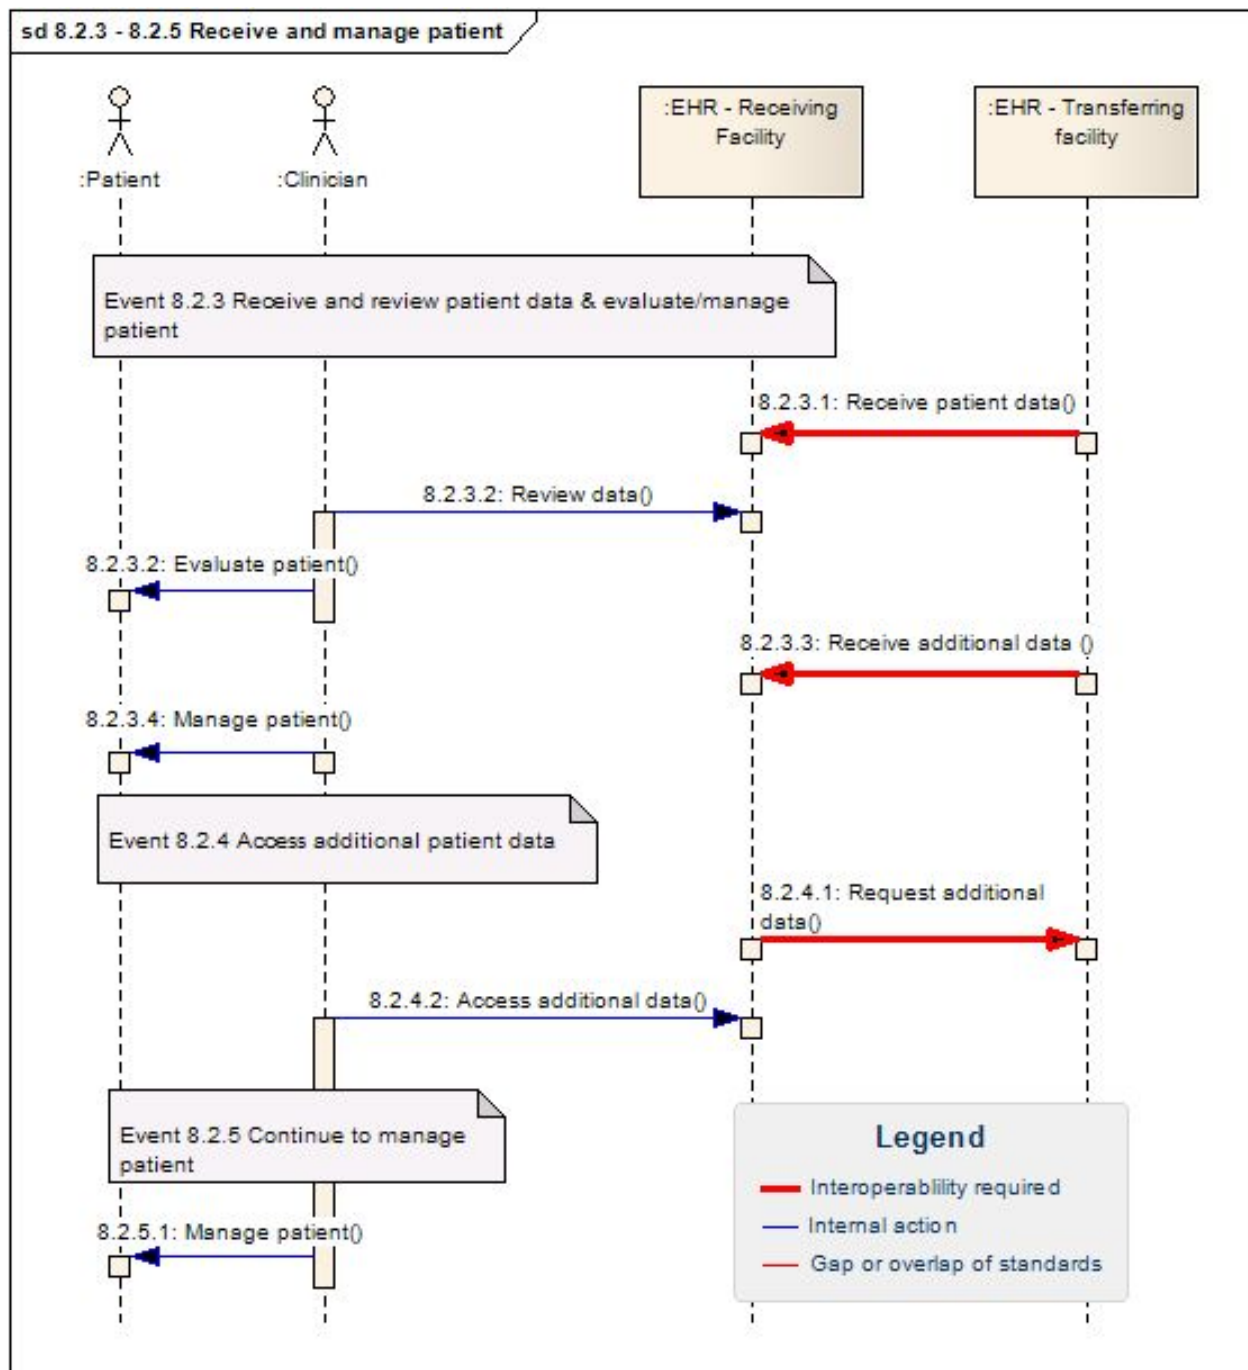 sd 8.2.3 - 8.2.5 Receive and manage patient
:Patient
:Clinician
:EHR - Receiving
Facility
:EHR - Transferring
facility
Event 8.2.3 Receive and review patient data & evaluate/manage
patient
8.2.3.1: Receive patient data()
8.2.3.2: Review data()
8.2.3.2: Evaluate patient()
8.2.3.3: Receive additional data ()
8.2.3.4: Manage patient()
Event 8.2.4 Access additional patient data
8.2.4.1: Request additional
data()
8.2.4.2: Access additional data()
Event 8.2.5 Continue to manage
patient
8.2.5.1: Manage patient()
Legend
Interoperablility required
Internal action
Gap or overlap of standards